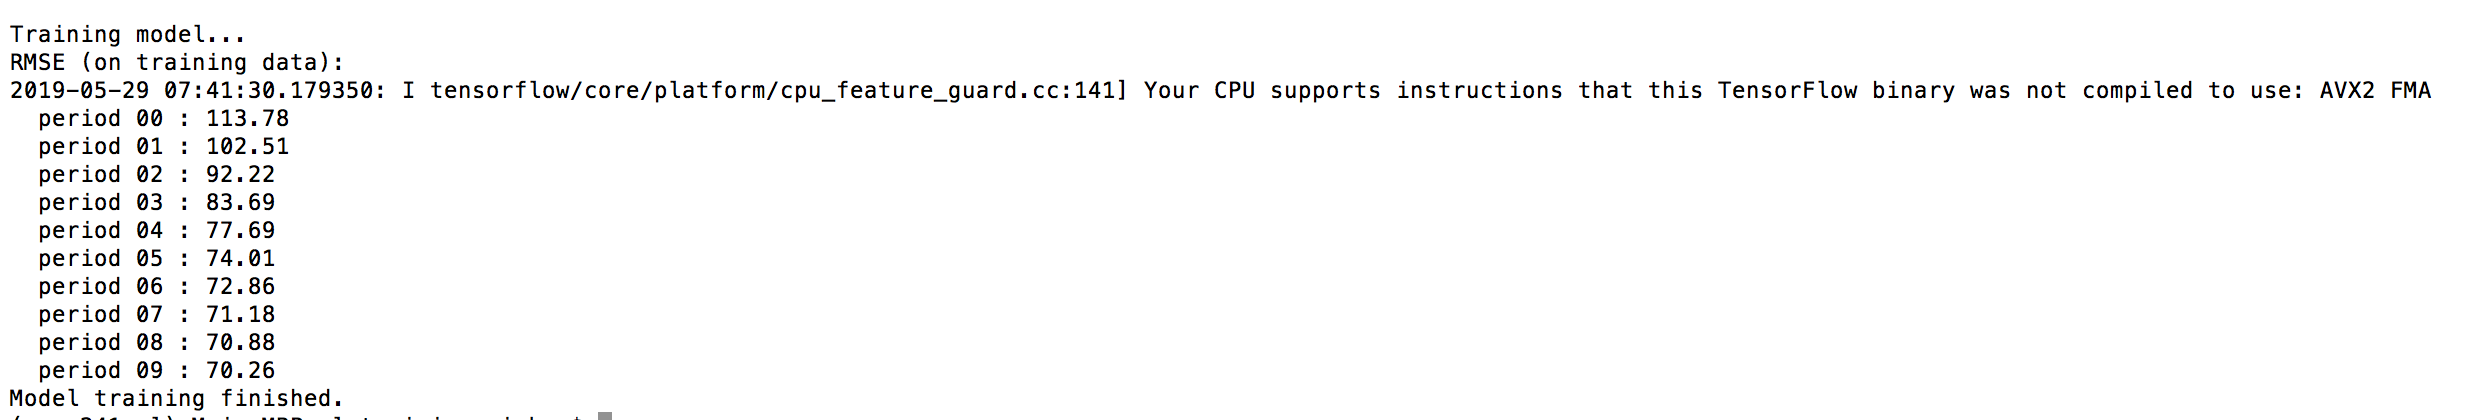 Training model...
RMSE (on training data):
2019-05-29 07:41:30.179350: I tensorflow/core/platform/cpu_feature_guard.cc:141] Your CPU supports instructions that this TensorFlow binary was not compiled to use: AVX2 FMA
  period 00 : 113.78
  period 01 : 102.51
  period 02 : 92.22
  period 03 : 83.69
  period 04 : 77.69
  period 05 : 74.01
  period 06 : 72.86
  period 07 : 71.18
  period 08 : 70.88
  period 09 : 70.26
Model training finished.